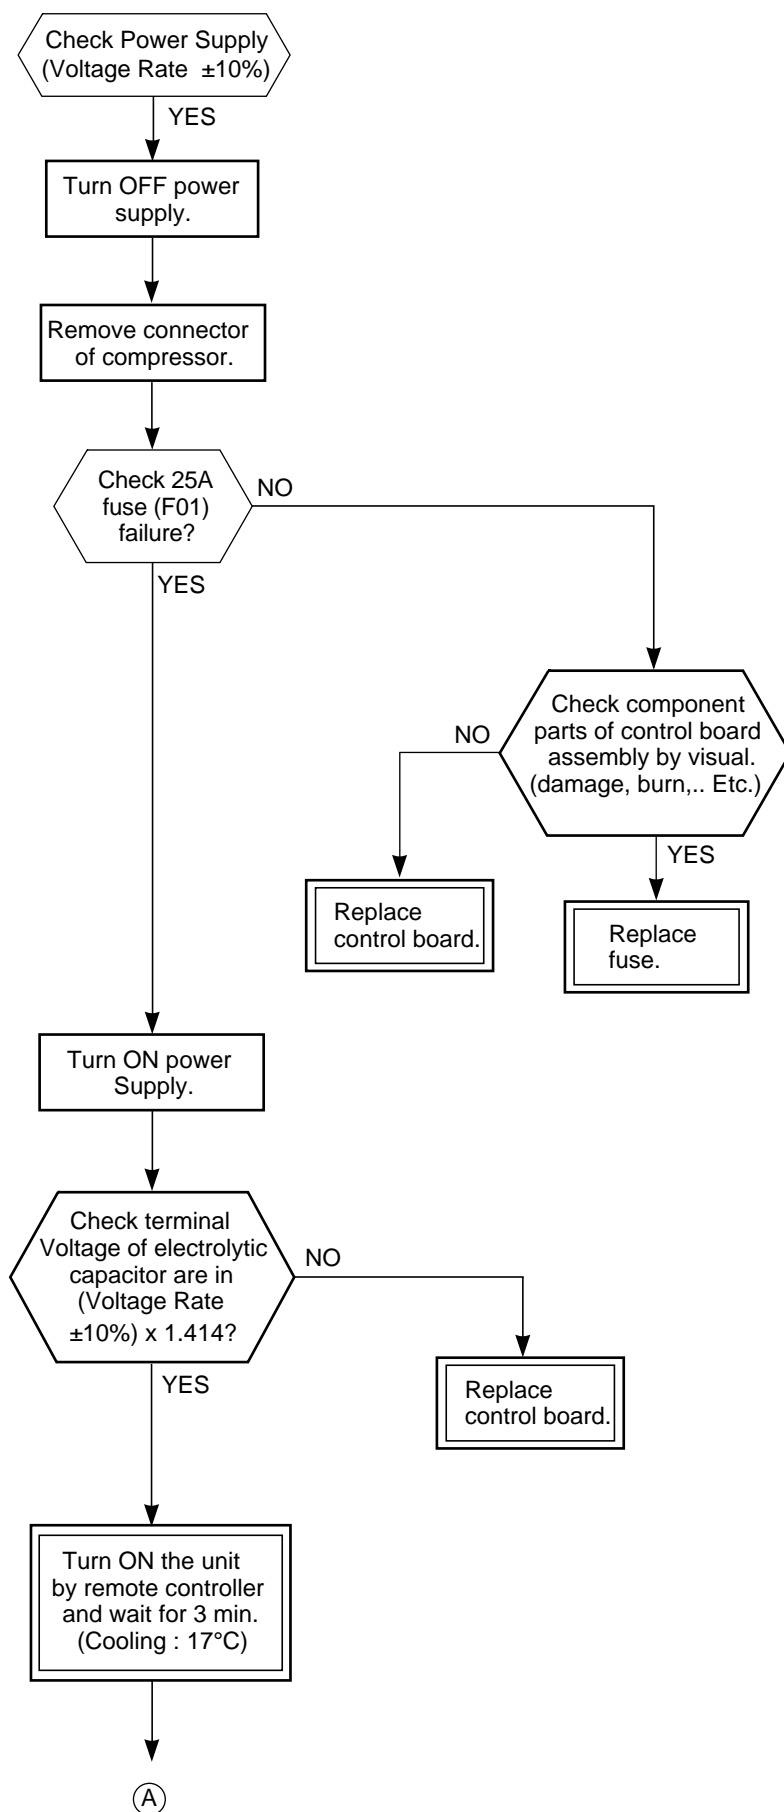 Check Power Supply
(Voltage Rate ±10%)
YES
Turn OFF power
supply.
Remove connector
of compressor.
Check 25A
fuse (F01)
failure?
NO
YES
Check component
parts of control board
assembly by visual.
(damage, burn,.. Etc.)
NO
YES
Replace
control board.
Replace
fuse.
Turn ON power
Supply.
Check terminal
Voltage of electrolytic
capacitor are in
(Voltage Rate
±10%) x 1.414?
NO
YES
Replace
control board.
Turn ON the unit
by remote controller
and wait for 3 min.
(Cooling : 17°C)
A